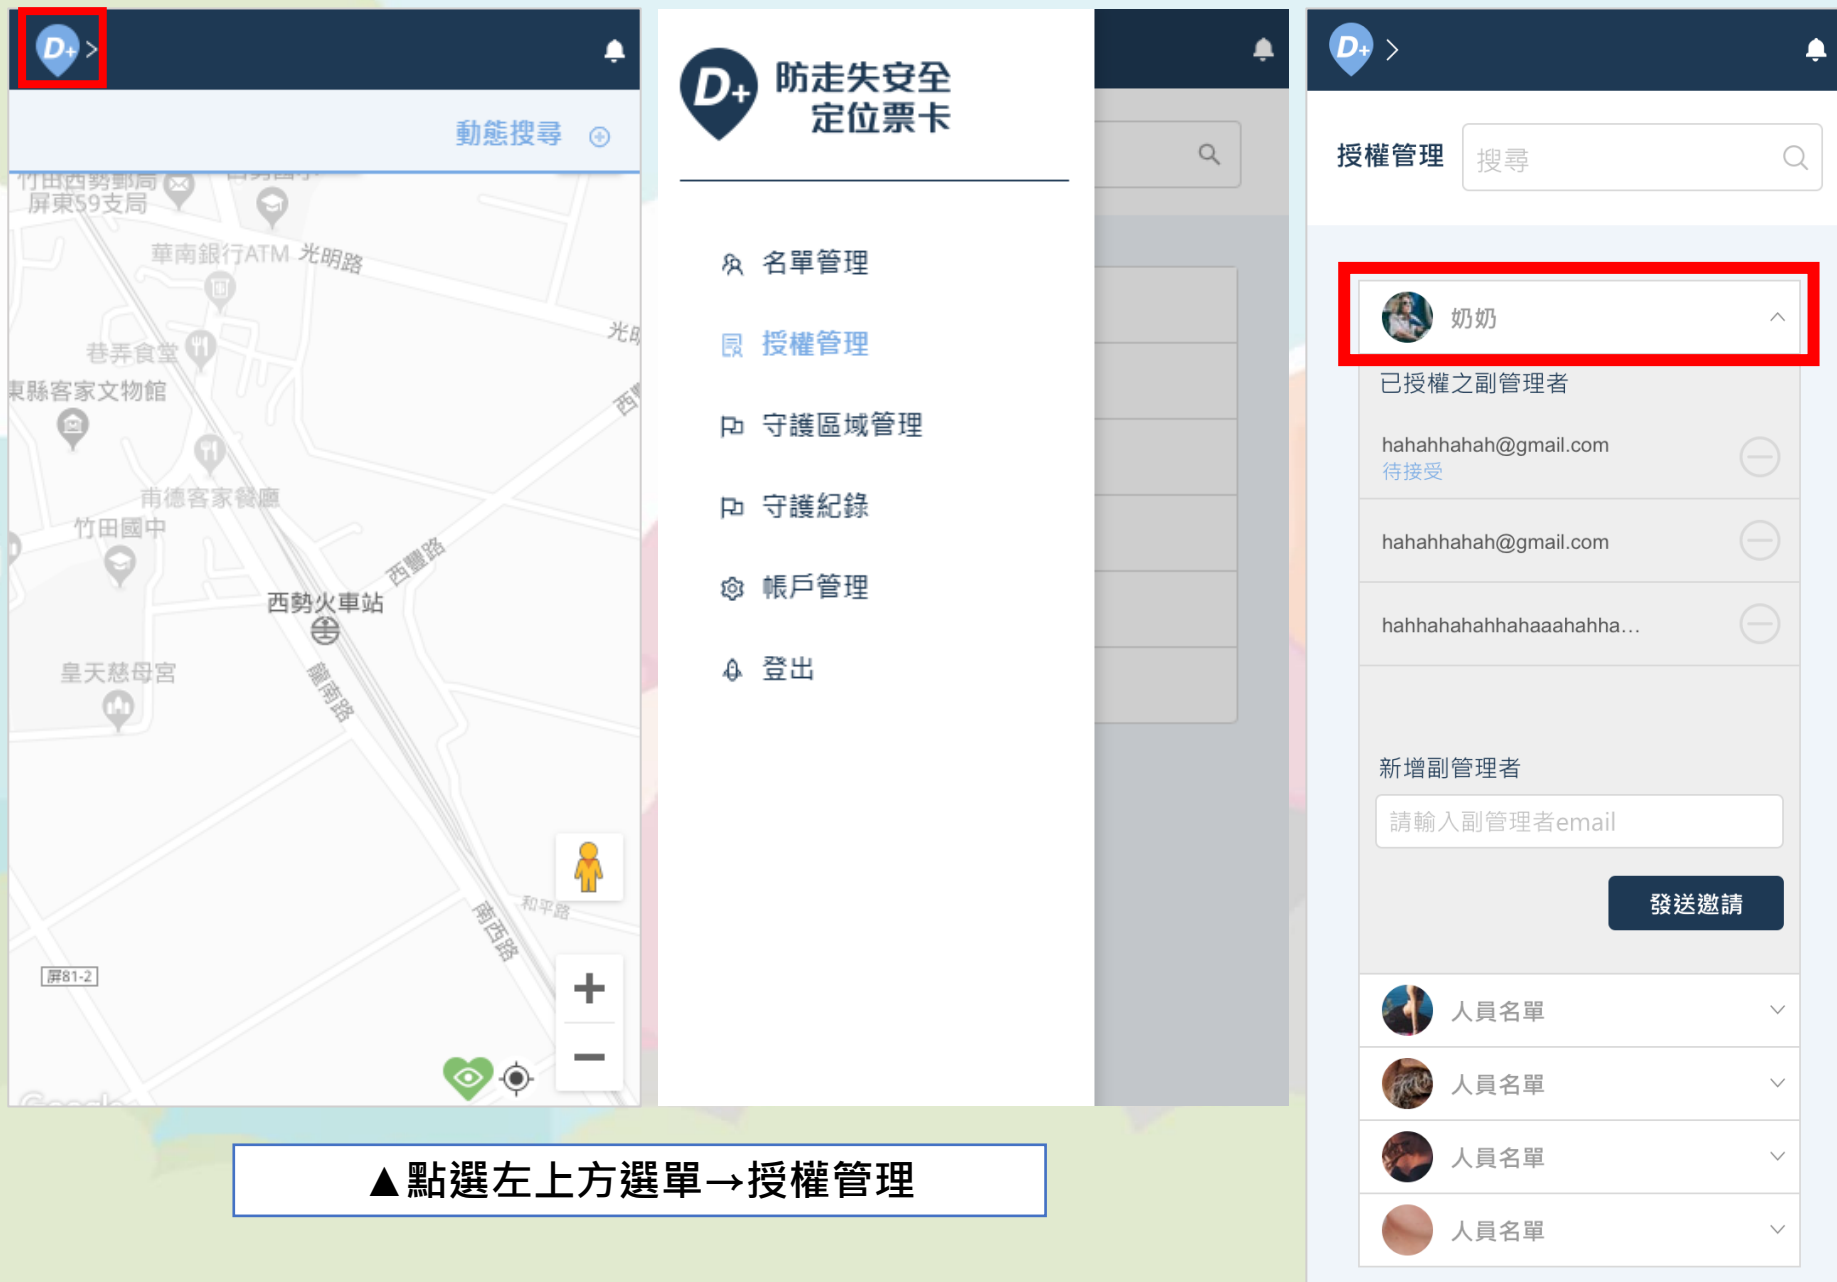 D+ >
動態搜尋
竹田西勢郵局
屏東59支局
華南銀行ATM
光明路
巷弄食堂
東縣客家文物館
甫德客家餐廳
竹田國中
西豐路
西勢火車站
皇天慈母宮
龍南路
和平路
南西路
屏81-2
Google
D+
防走失安全
定位票卡
名單管理
授權管理
守護區域管理
守護紀錄
帳戶管理
登出
▲點選左上方選單→授權管理
D+ >
授權管理
搜尋
奶奶
已授權之副管理者
hahahhahah@gmail.com
待接受
hahahhahah@gmail.com
hahhahahahhahaaahahha...
新增副管理者
請輸入副管理者email
發送邀請
人員名單
人員名單
人員名單
人員名單